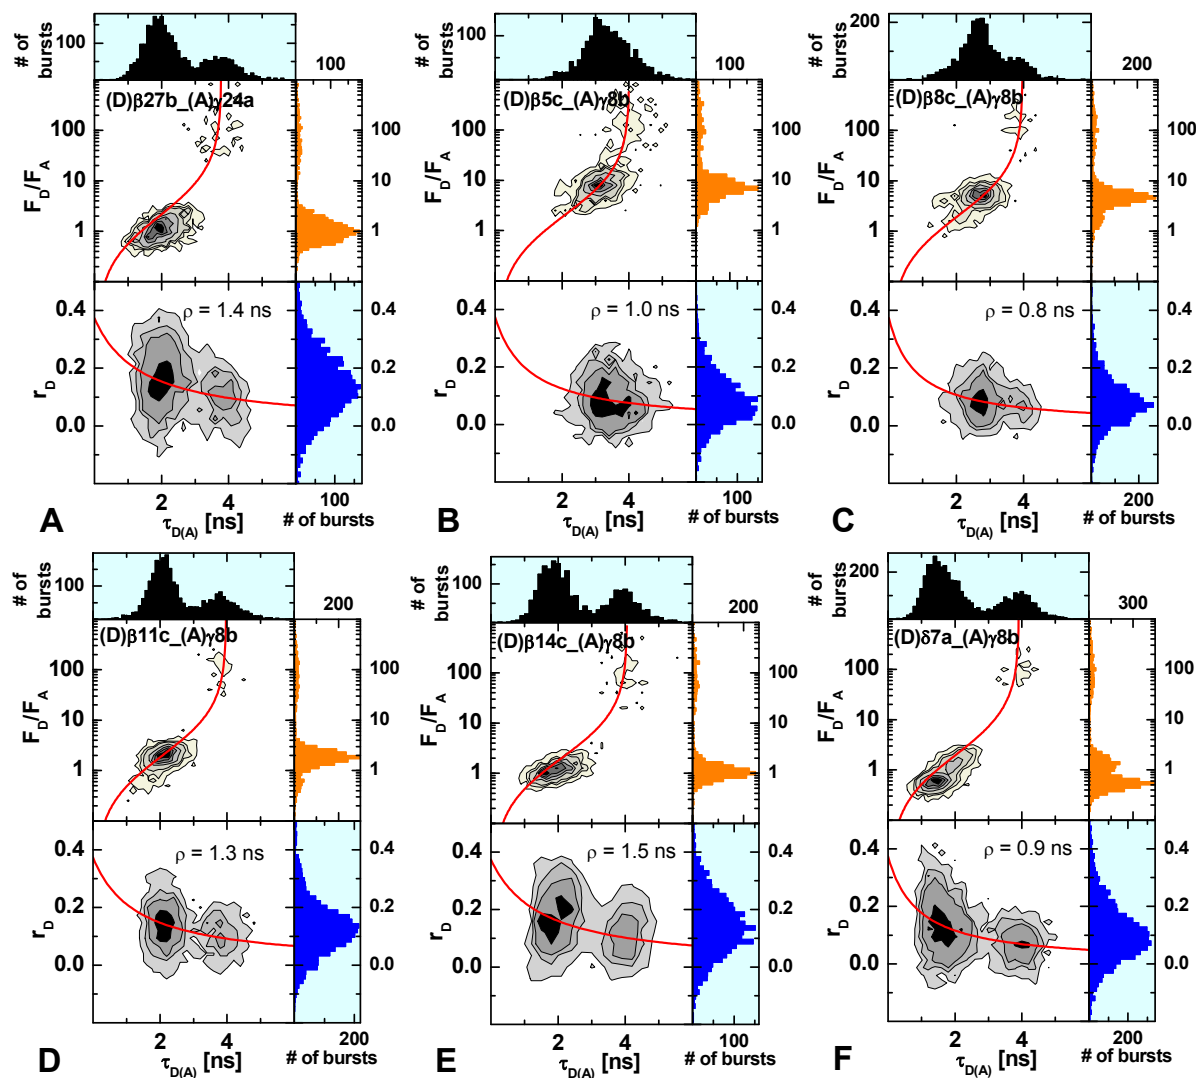 # of bursts
100
100
(D)β27b_(A)γ24a
F_D/F_A
100
10
1
100
10
1
r_D
0.4
0.2
0.0
ρ = 1.4 ns
0.4
0.2
0.0
2
4
100
A
τ_D(A) [ns]
# of bursts
# of bursts
100
100
(D)β5c_(A)γ8b
F_D/F_A
100
10
1
100
10
1
r_D
0.4
0.2
0.0
ρ = 1.0 ns
0.4
0.2
0.0
2
4
100
B
τ_D(A) [ns]
# of bursts
# of bursts
200
200
(D)β8c_(A)γ8b
F_D/F_A
100
10
1
100
10
1
r_D
0.4
0.2
0.0
ρ = 0.8 ns
0.4
0.2
0.0
2
4
200
C
τ_D(A) [ns]
# of bursts
# of bursts
100
200
(D)β11c_(A)γ8b
F_D/F_A
100
10
1
100
10
1
r_D
0.4
0.2
0.0
ρ = 1.3 ns
0.4
0.2
0.0
2
4
200
D
τ_D(A) [ns]
# of bursts
# of bursts
100
200
(D)β14c_(A)γ8b
F_D/F_A
100
10
1
100
10
1
r_D
0.4
0.2
0.0
ρ = 1.5 ns
0.4
0.2
0.0
2
4
100
E
τ_D(A) [ns]
# of bursts
# of bursts
200
300
(D)δ7a_(A)γ8b
F_D/F_A
100
10
1
100
10
1
r_D
0.4
0.2
0.0
ρ = 0.9 ns
0.4
0.2
0.0
2
4
200
F
τ_D(A) [ns]
# of bursts